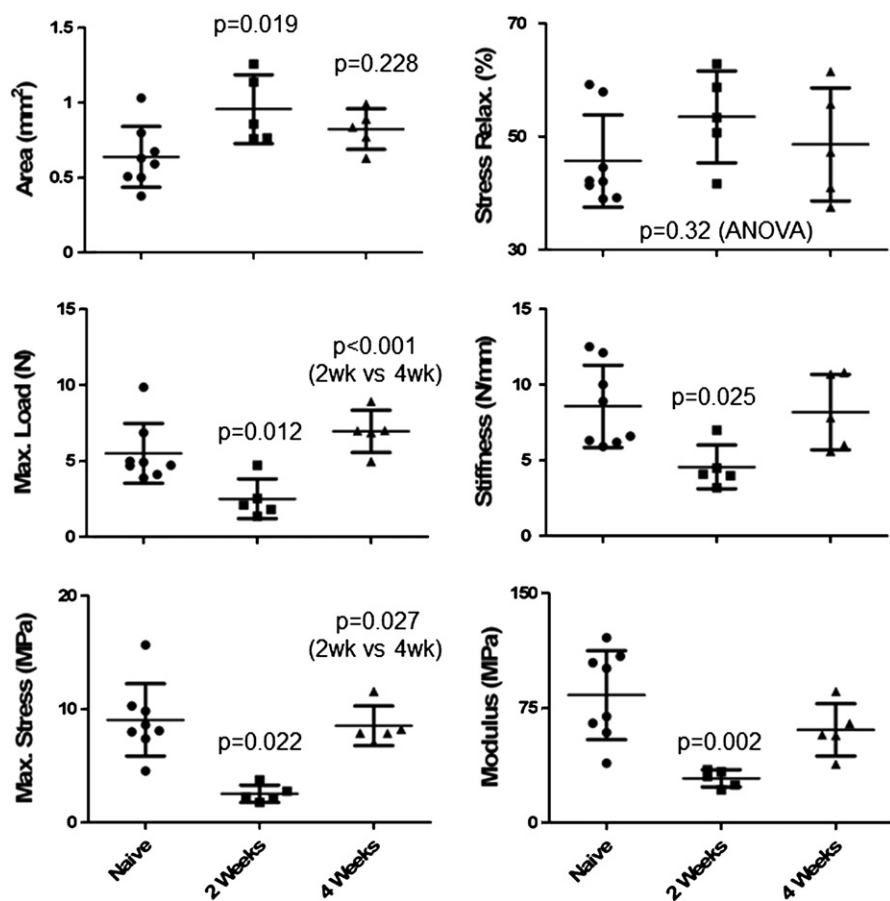 Area (mm²)
1.5
1
0.5
0
p=0.019
p=0.228
Stress Relax. (%)
70
50
30
p=0.32 (ANOVA)
Max. Load (N)
15
10
5
0
p=0.012
p<0.001
(2wk vs 4wk)
Stiffness (N/mm)
15
10
5
0
p=0.025
Max. Stress (MPa)
20
10
0
p=0.022
p=0.027
(2wk vs 4wk)
Naive
2 Weeks
4 Weeks
Modulus (MPa)
150
75
0
p=0.002
Naive
2 Weeks
4 Weeks